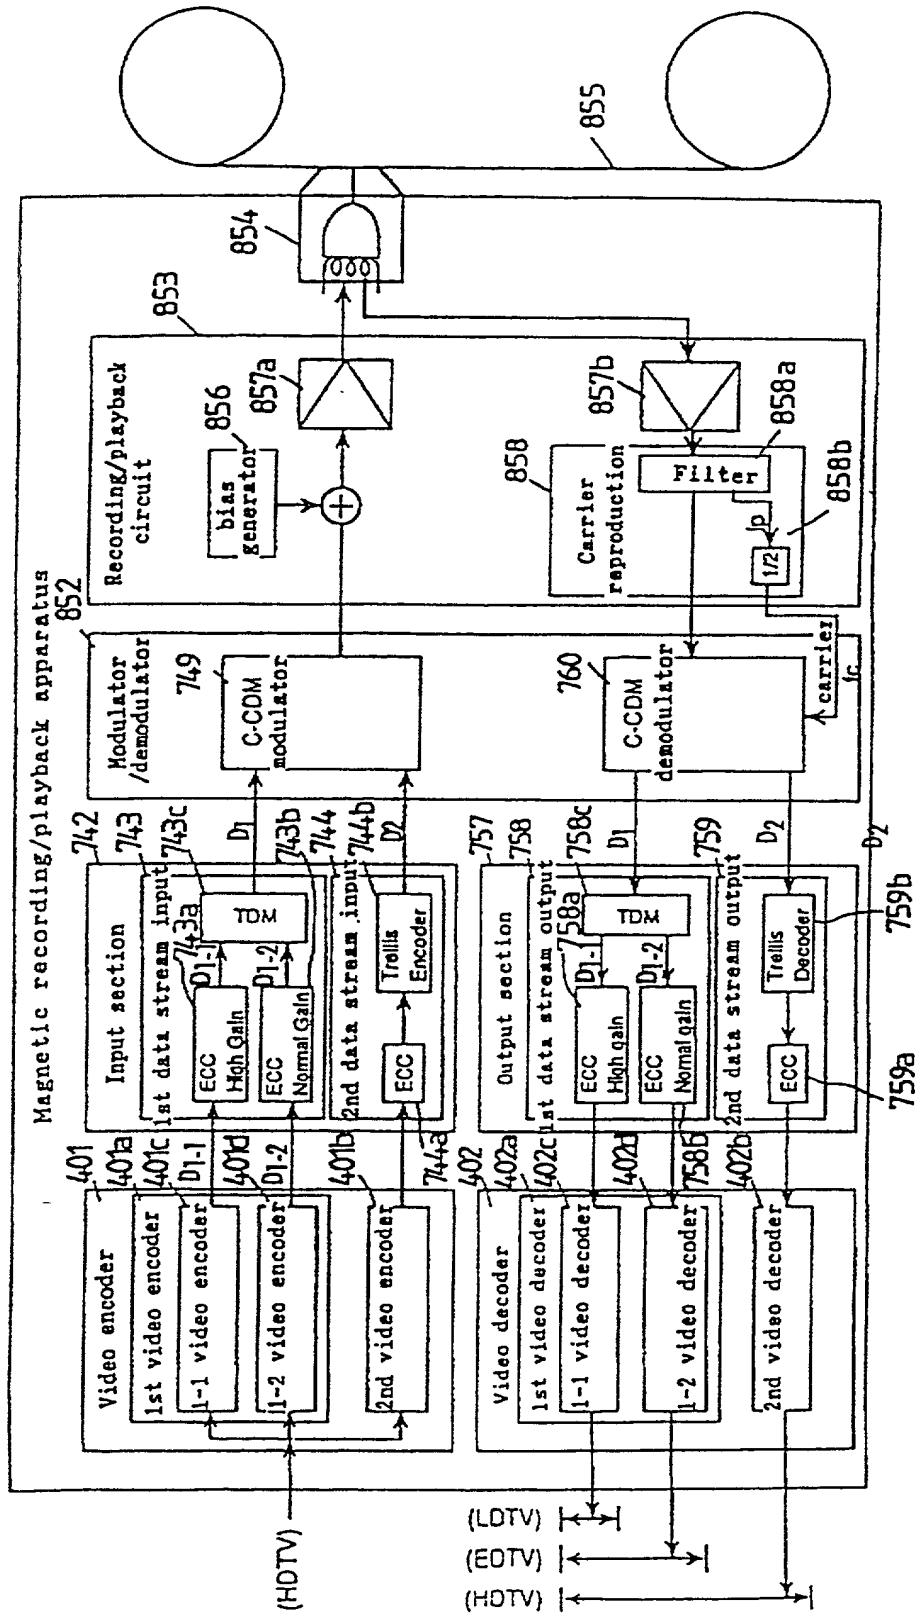 Magnetic recording/playback apparatus
(HDTV)
401
Video encoder
401a
1st video encoder
401c
1-1 video encoder
401d
1-2 video encoder
401b
2nd video encoder
D1-1
D1-2
742
Input section
743
1st data stream input
743c
743a
ECC
High Gain
D1-1
TDM
743b
ECC
Normal Gain
D1-2
744
2nd data stream input
744a
ECC
744b
Trellis
Encoder
D1
D2
852
Modulator
/demodulator
749
C-CDM
modulator
853
Recording/playback
circuit
856
bias
generator
+
857a
854
855
857b
858
Carrier
reproduction
858a
Filter
858b
1/2
fp
carrier
fc
760
C-CDM
demodulator
D1
D2
D2
757
Output section
758
1st data stream output
758c
TDM
758a
D1-1
ECC
High gain
D1-2
ECC
Normal gain
758b
759
2nd data stream output
759b
Trellis
Decoder
ECC
759a
402
Video decoder
402a
1st video decoder
402c
1-1 video decoder
402d
1-2 video decoder
402b
2nd video decoder
(LDTV)
(EDTV)
(HDTV)